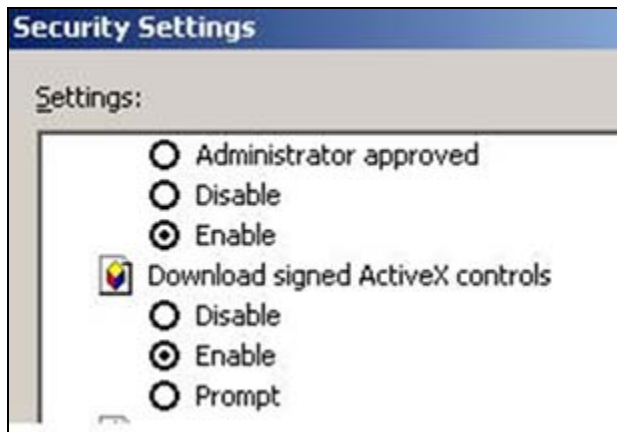 Security Settings
Settings:
Administrator approved
Disable
Enable
Download signed ActiveX controls
Disable
Enable
Prompt